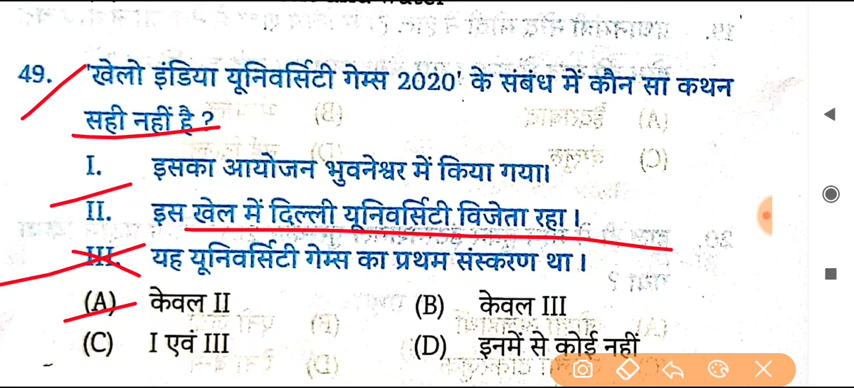 49. 'खेलो इंडिया यूनिवर्सिटी गेम्स 2020' के संबंध में कौन सा कथन
सही नहीं है ?
I. इसका आयोजन भुवनेश्वर में किया गया।
II. इस खेल में दिल्ली यूनिवर्सिटी विजेता रहा ।
III. यह यूनिवर्सिटी गेम्स का प्रथम संस्करण था ।
(A) केवल II (B) केवल III
(C) I एवं III (D) इनमें से कोई नहीं